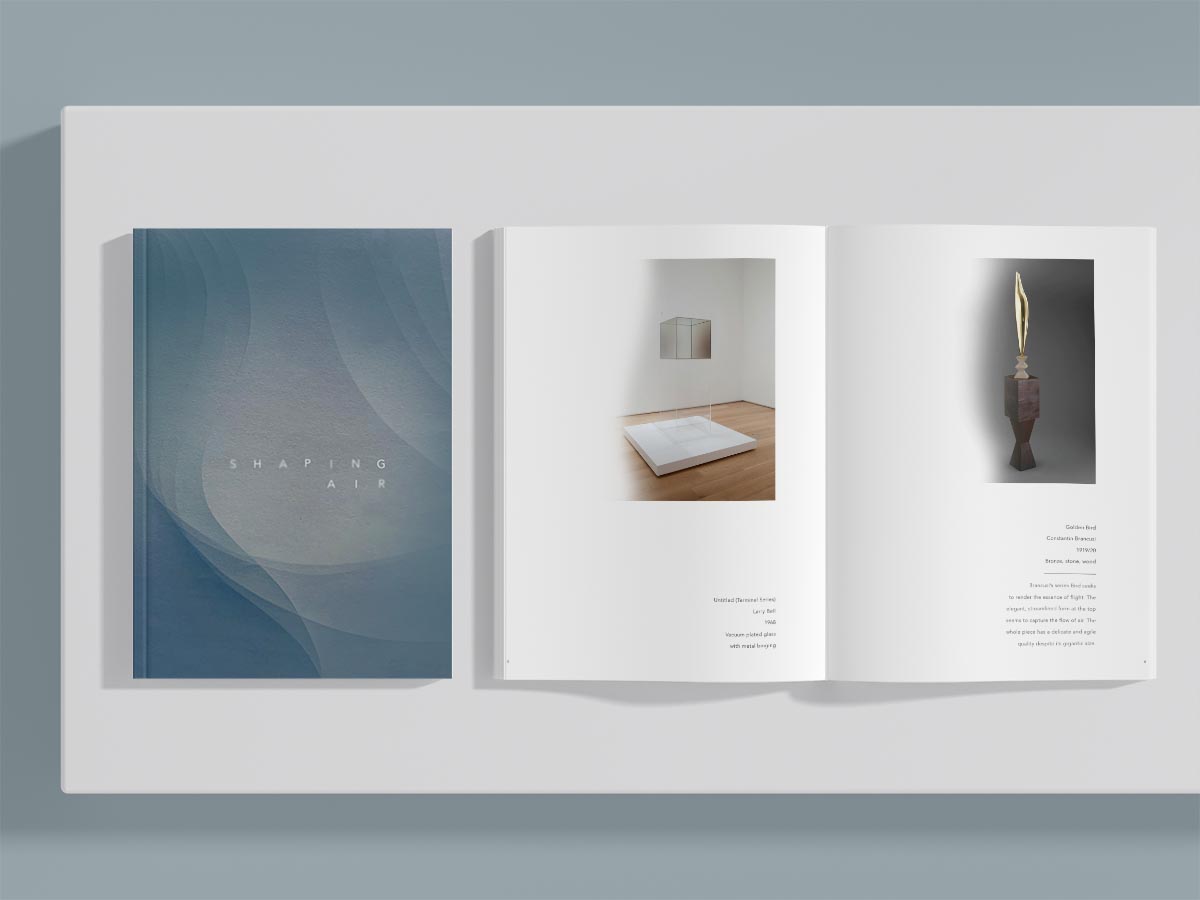 SHAPING
AIR
Untitled (Terminal Series)
Larry Bell
1968
Vacuum plated glass
with metal binging
Golden Bird
Constantin Brancusi
1919/20
Bronze, stone, wood
Brancusi's series Bird seeks
to render the essence of flight. The
elegant, streamlined form at the top
seems to capture the flow of air. The
whole piece has a delicate and agile
quality despite its gigantic size.